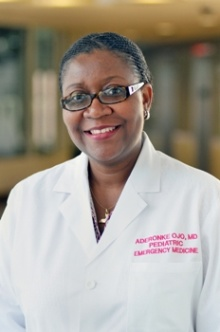 ADERONKE OJO, MD
PEDIATRIC
EMERGENCY MEDICINE